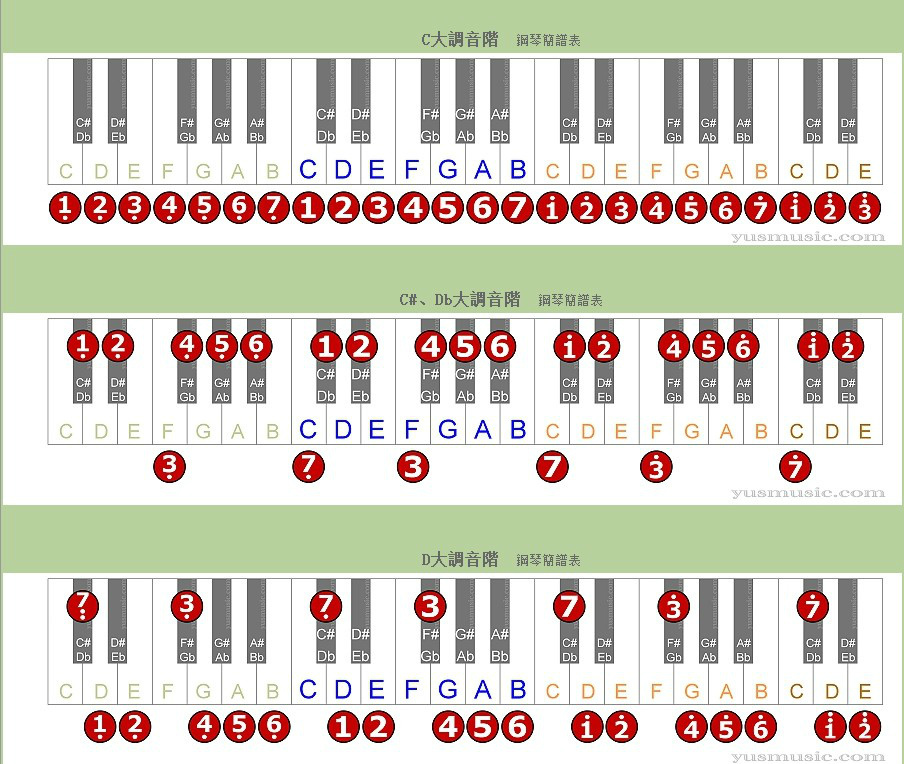 C大調音階 鋼琴簡譜表
C# D# F# G# A# C# D# F# G# A# C# D# F# G# A# C# D#
Db Eb Gb Ab Bb Db Eb Gb Ab Bb Db Eb Gb Ab Bb Db Eb
C D E F G A B C D E F G A B C D E F G A B C D E
1 2 3 4 5 6 7 1 2 3 4 5 6 7 1 2 3 4 5 6 7 1 2 3
yusmusic.com
C#、Db大調音階 鋼琴簡譜表
1 2 4 5 6 1 2 4 5 6 1 2 4 5 6 1 2
C# D# F# G# A# C# D# F# G# A# C# D# F# G# A# C# D#
Db Eb Gb Ab Bb Db Eb Gb Ab Bb Db Eb Gb Ab Bb Db Eb
C D E F G A B C D E F G A B C D E F G A B C D E
3 7 3 7 3 7
yusmusic.com
D大調音階 鋼琴簡譜表
7 3 7 3 7 3 7
C# D# F# G# A# C# D# F# G# A# C# D# F# G# A# C# D#
Db Eb Gb Ab Bb Db Eb Gb Ab Bb Db Eb Gb Ab Bb Db Eb
C D E F G A B C D E F G A B C D E F G A B C D E
1 2 4 5 6 1 2 4 5 6 1 2 4 5 6 1 2
yusmusic.com